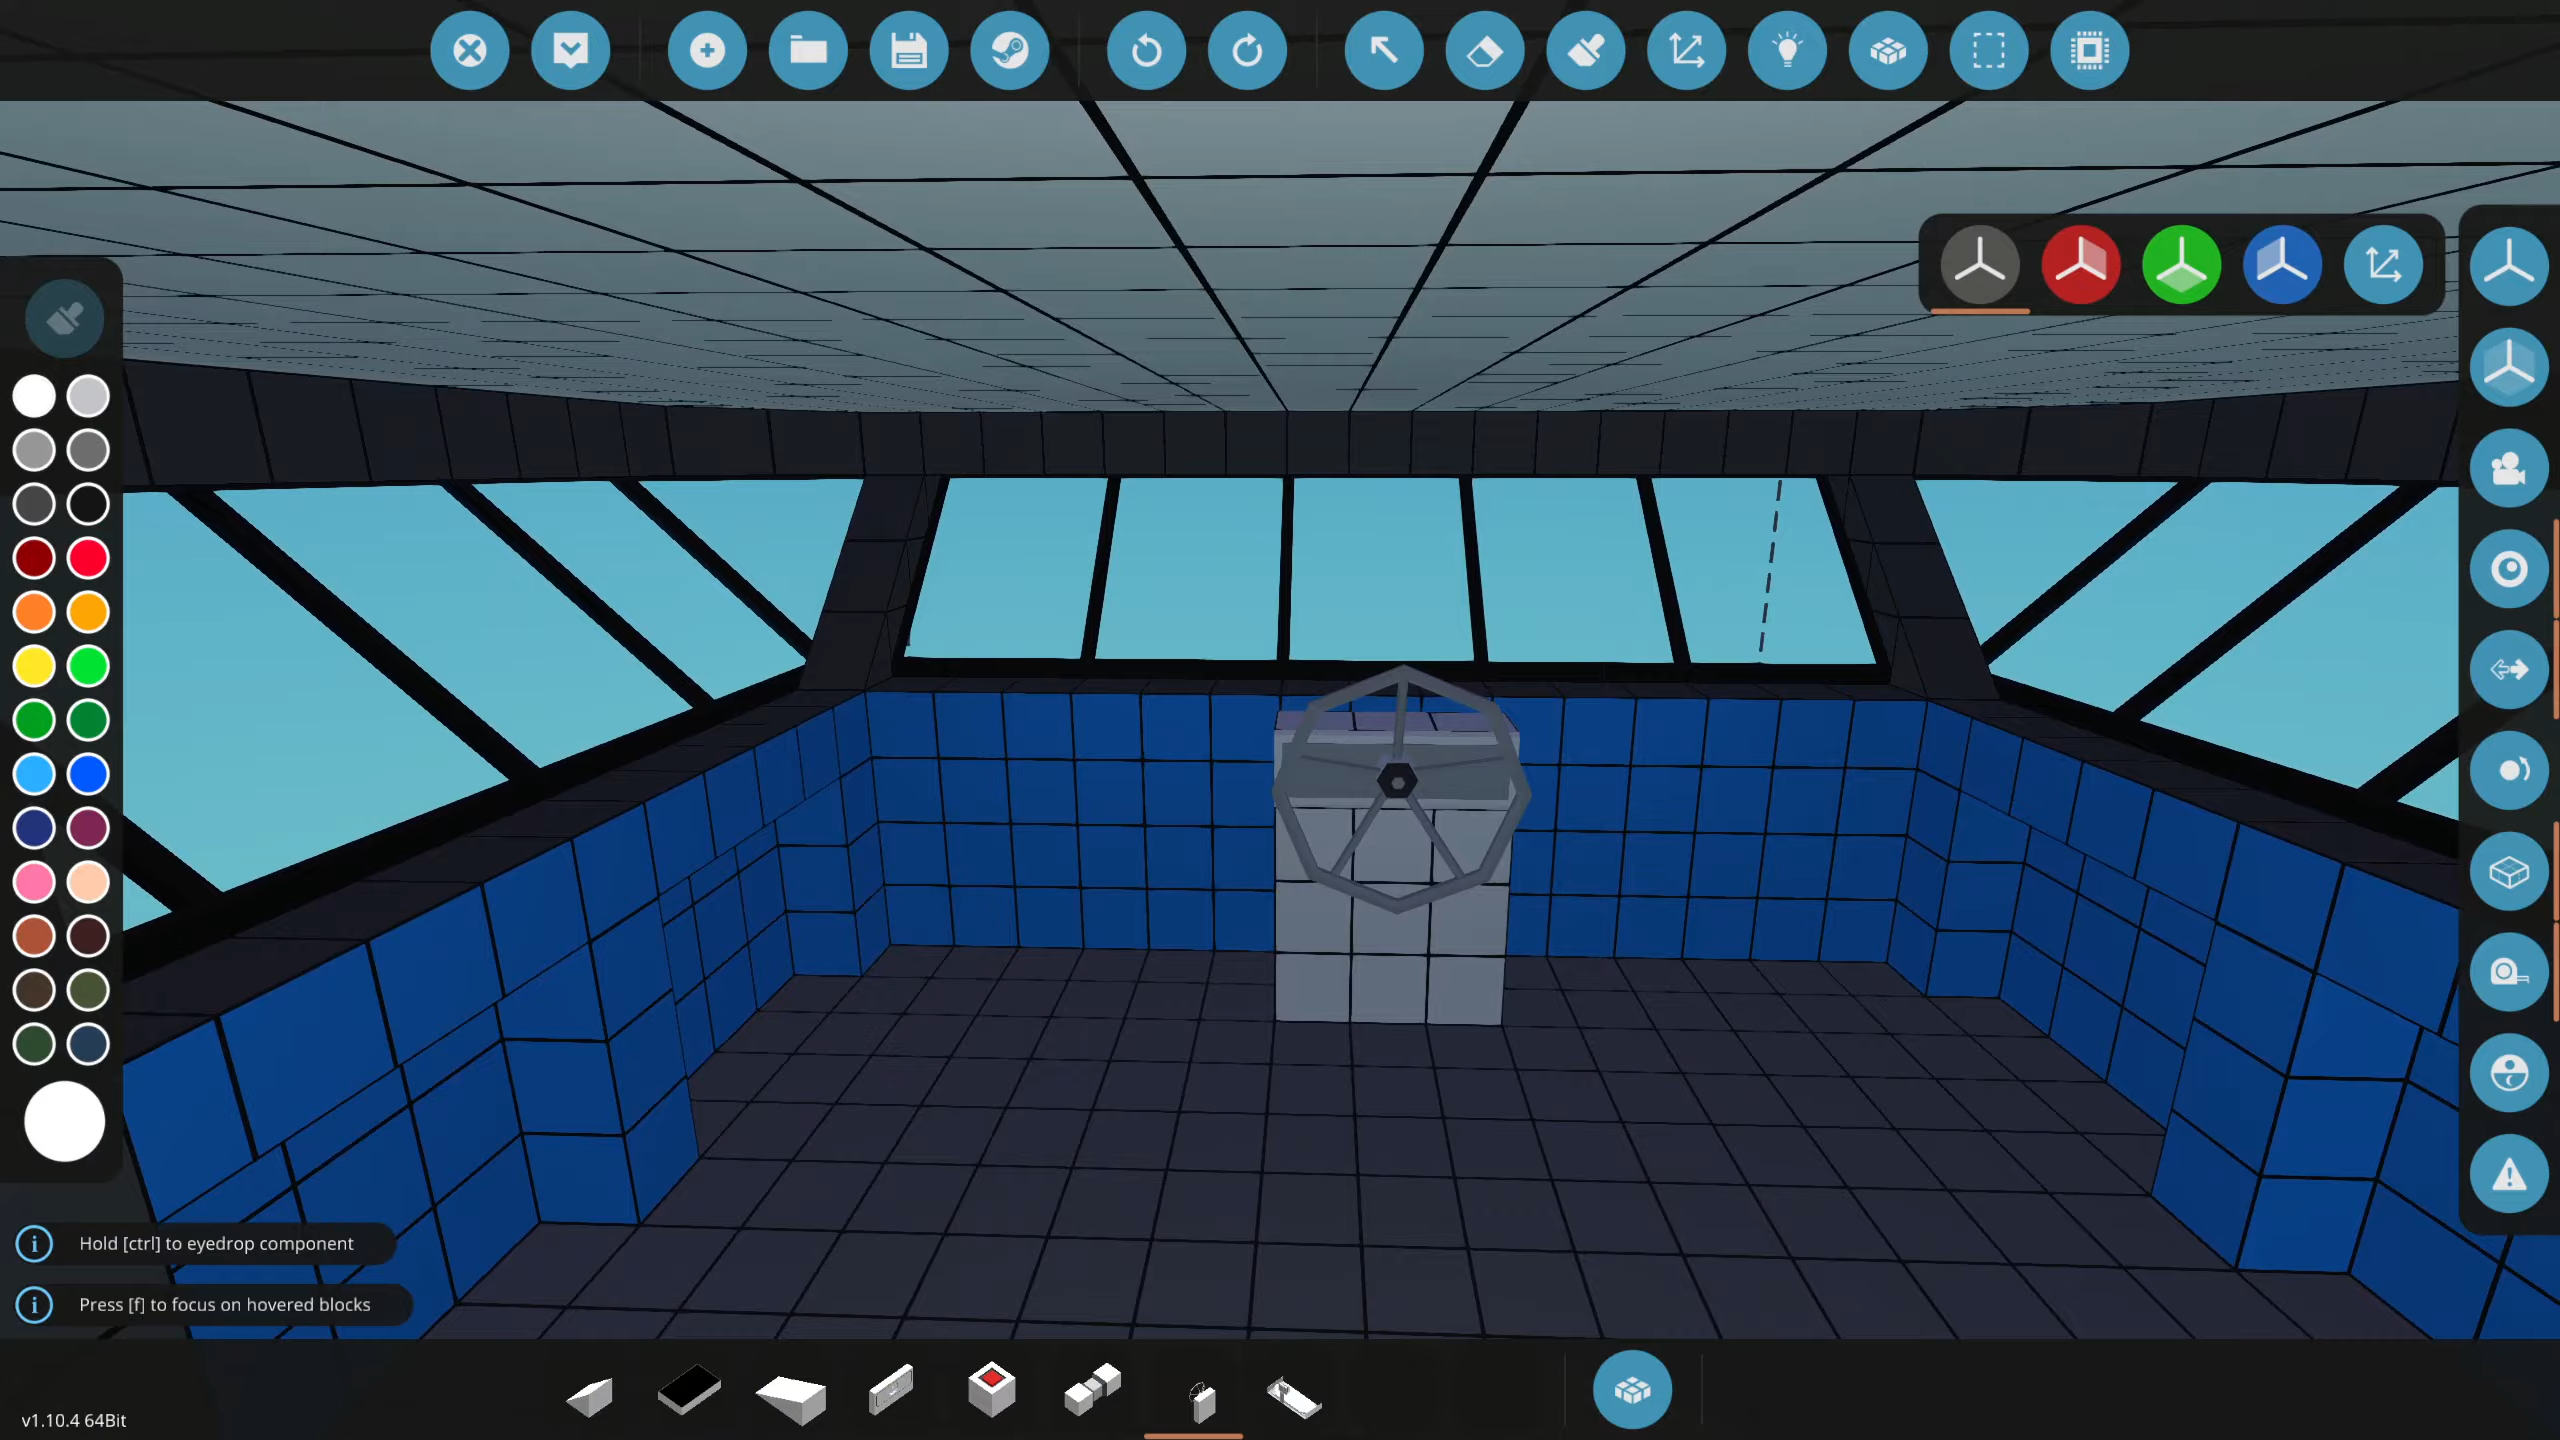 Hold [ctrl] to eyedrop component
Press [f] to focus on hovered blocks
v1.10.4 64Bit